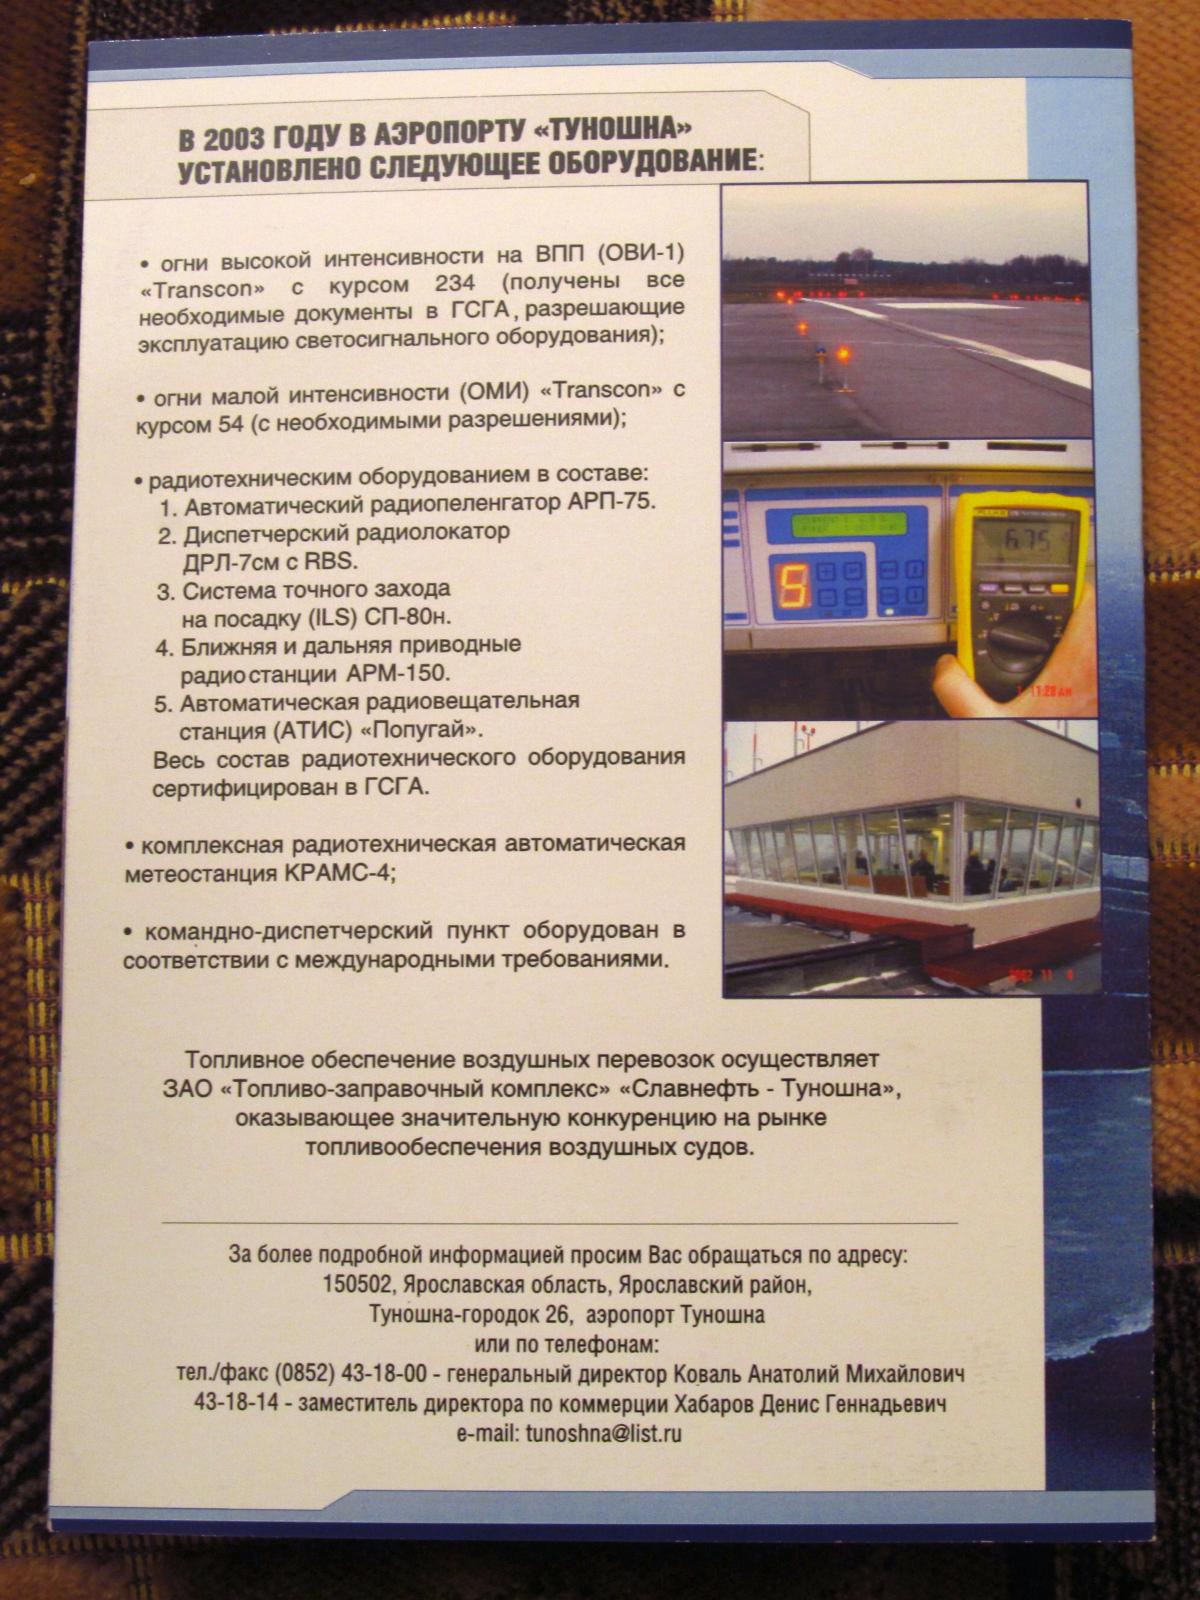 В 2003 ГОДУ В АЭРОПОРТУ «ТУНОШНА»
УСТАНОВЛЕНО СЛЕДУЮЩЕЕ ОБОРУДОВАНИЕ:
• огни высокой интенсивности на ВПП (ОВИ-1)
«Transcon» с курсом 234 (получены все
необходимые документы в ГСГА, разрешающие
эксплуатацию светосигнального оборудования);
• огни малой интенсивности (ОМИ) «Transcon» с
курсом 54 (с необходимыми разрешениями);
• радиотехническим оборудованием в составе:
1. Автоматический радиопеленгатор АРП-75.
2. Диспетчерский радиолокатор
ДРЛ-7см с RBS.
3. Система точного захода
на посадку (ILS) СП-80н.
4. Ближняя и дальняя приводные
радиостанции АРМ-150.
5. Автоматическая радиовещательная
станция (АТИС) «Попугай».
Весь состав радиотехнического оборудования
сертифицирован в ГСГА.
• комплексная радиотехническая автоматическая
метеостанция КРАМС-4;
• командно-диспетчерский пункт оборудован в
соответствии с международными требованиями.
5
FLUKE
6.75
11:28 AM
2002 11
Топливное обеспечение воздушных перевозок осуществляет
ЗАО «Топливо-заправочный комплекс» «Славнефть - Туношна»,
оказывающее значительную конкуренцию на рынке
топливообеспечения воздушных судов.
За более подробной информацией просим Вас обращаться по адресу:
150502, Ярославская область, Ярославский район,
Туношна-городок 26, аэропорт Туношна
или по телефонам:
тел./факс (0852) 43-18-00 - генеральный директор Коваль Анатолий Михайлович
43-18-14 - заместитель директора по коммерции Хабаров Денис Геннадьевич
e-mail: tunoshna@list.ru